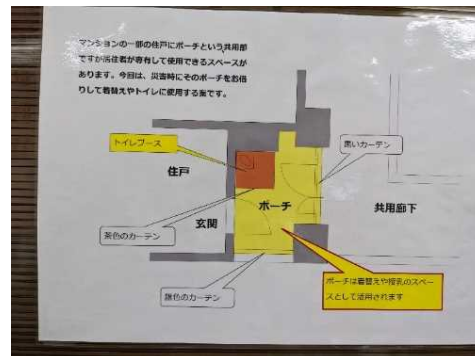 マンションの一部の住戸にポーチという共用部
ですが居住者が専有して使用できるスペースが
あります。今回は、災害時にそのポーチをお借
りして着替えやトイレに使用する案です。
トイレブース
黒いカーテン
住戸
ポーチ
共用廊下
茶色のカーテン
玄関
銀色のカーテン
ポーチは着替えや授乳のスペ
ースとして活用されます